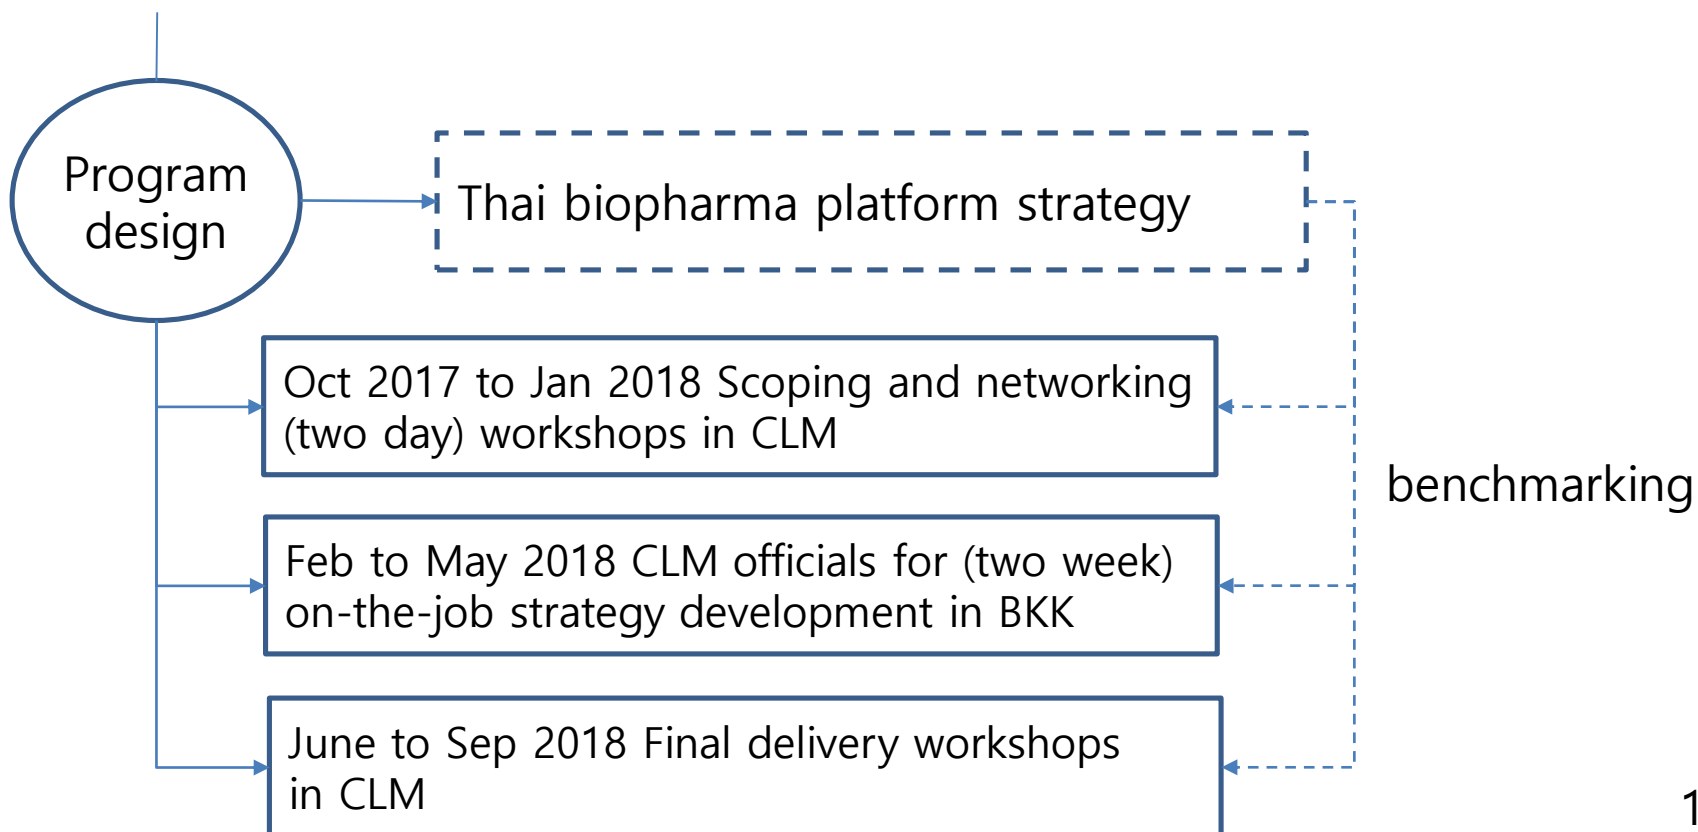 Program
design
Thai biopharma platform strategy
Oct 2017 to Jan 2018 Scoping and networking
(two day) workshops in CLM
benchmarking
Feb to May 2018 CLM officials for (two week)
on-the-job strategy development in BKK
June to Sep 2018 Final delivery workshops
in CLM
1